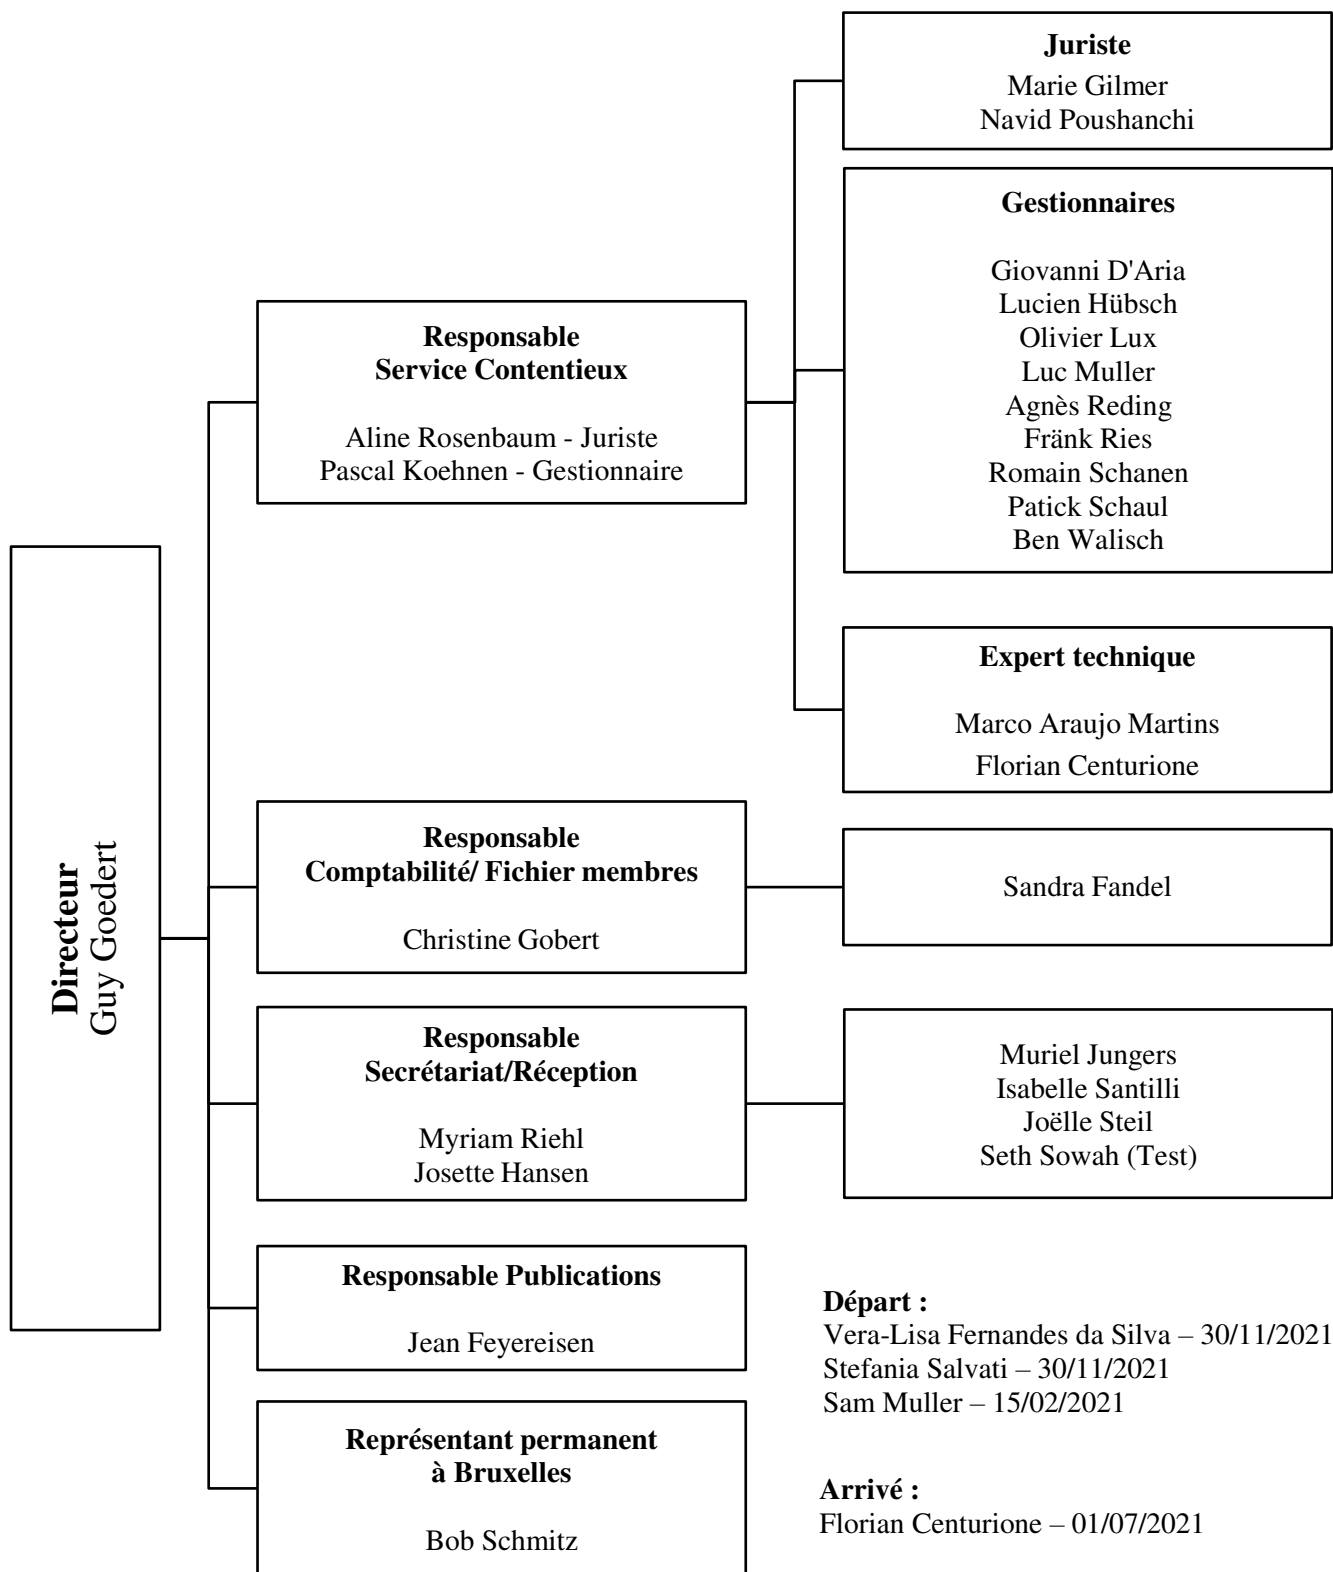 Directeur
Guy Goedert
Responsable
Service Contentieux
Aline Rosenbaum - Juriste
Pascal Koehnen - Gestionnaire
Juriste
Marie Gilmer
Navid Poushanchi
Gestionnaires
Giovanni D'Aria
Lucien Hübsch
Olivier Lux
Luc Muller
Agnès Reding
Fränk Ries
Romain Schanen
Patick Schaul
Ben Walisch
Expert technique
Marco Araujo Martins
Florian Centurione
Responsable
Comptabilité/ Fichier membres
Christine Gobert
Sandra Fandel
Responsable
Secrétariat/Réception
Myriam Riehl
Josette Hansen
Muriel Jungers
Isabelle Santilli
Joëlle Steil
Seth Sowah (Test)
Responsable Publications
Jean Feyereisen
Représentant permanent
à Bruxelles
Bob Schmitz
Départ :
Vera-Lisa Fernandes da Silva – 30/11/2021
Stefania Salvati – 30/11/2021
Sam Muller – 15/02/2021
Arrivé :
Florian Centurione – 01/07/2021